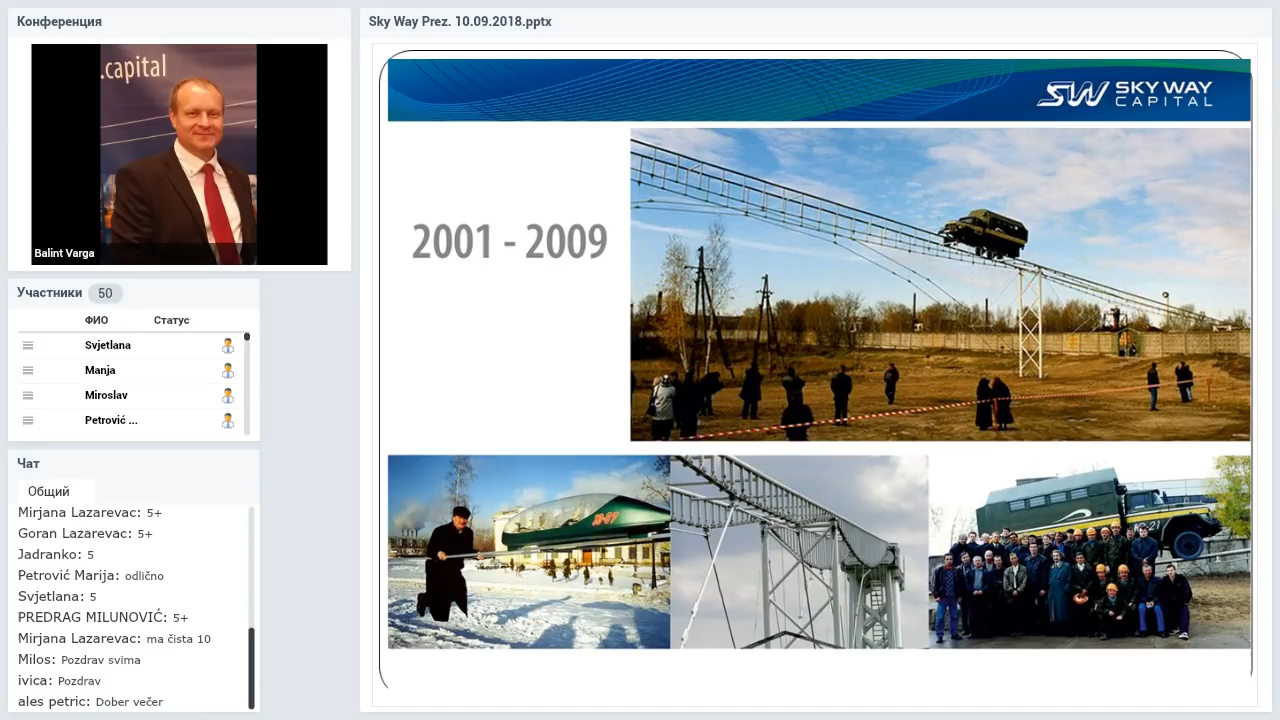 Конференция
.capital
Balint Varga
Участники 50
ФИО Статус
Svjetlana
Manja
Miroslav
Petrović ...
Чат
Общий
Mirjana Lazarevac: 5+
Goran Lazarevac: 5+
Jadranko: 5
Petrović Marija: odlično
Svjetlana: 5
PREDRAG MILUNOVIĆ: 5+
Mirjana Lazarevac: ma čista 10
Milos: Pozdrav svima
ivica: Pozdrav
ales petric: Dober večer
Sky Way Prez. 10.09.2018.pptx
SW SKY WAY
CAPITAL
2001 - 2009